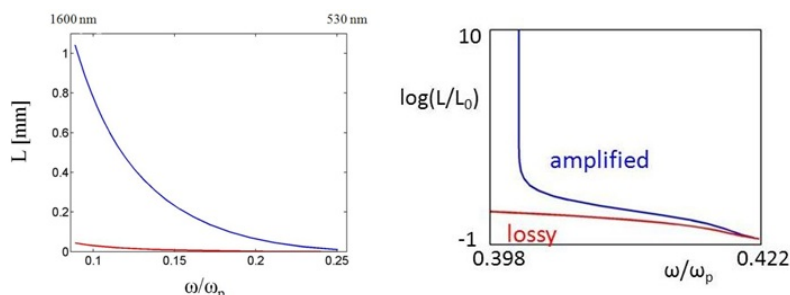 1600 nm
530 nm
L [mm]
1
0.8
0.6
0.4
0.2
0
0.1
0.15
0.2
0.25
ω/ωp
10
log(L/L₀)
amplified
lossy
-1
0.398
ω/ωp
0.422